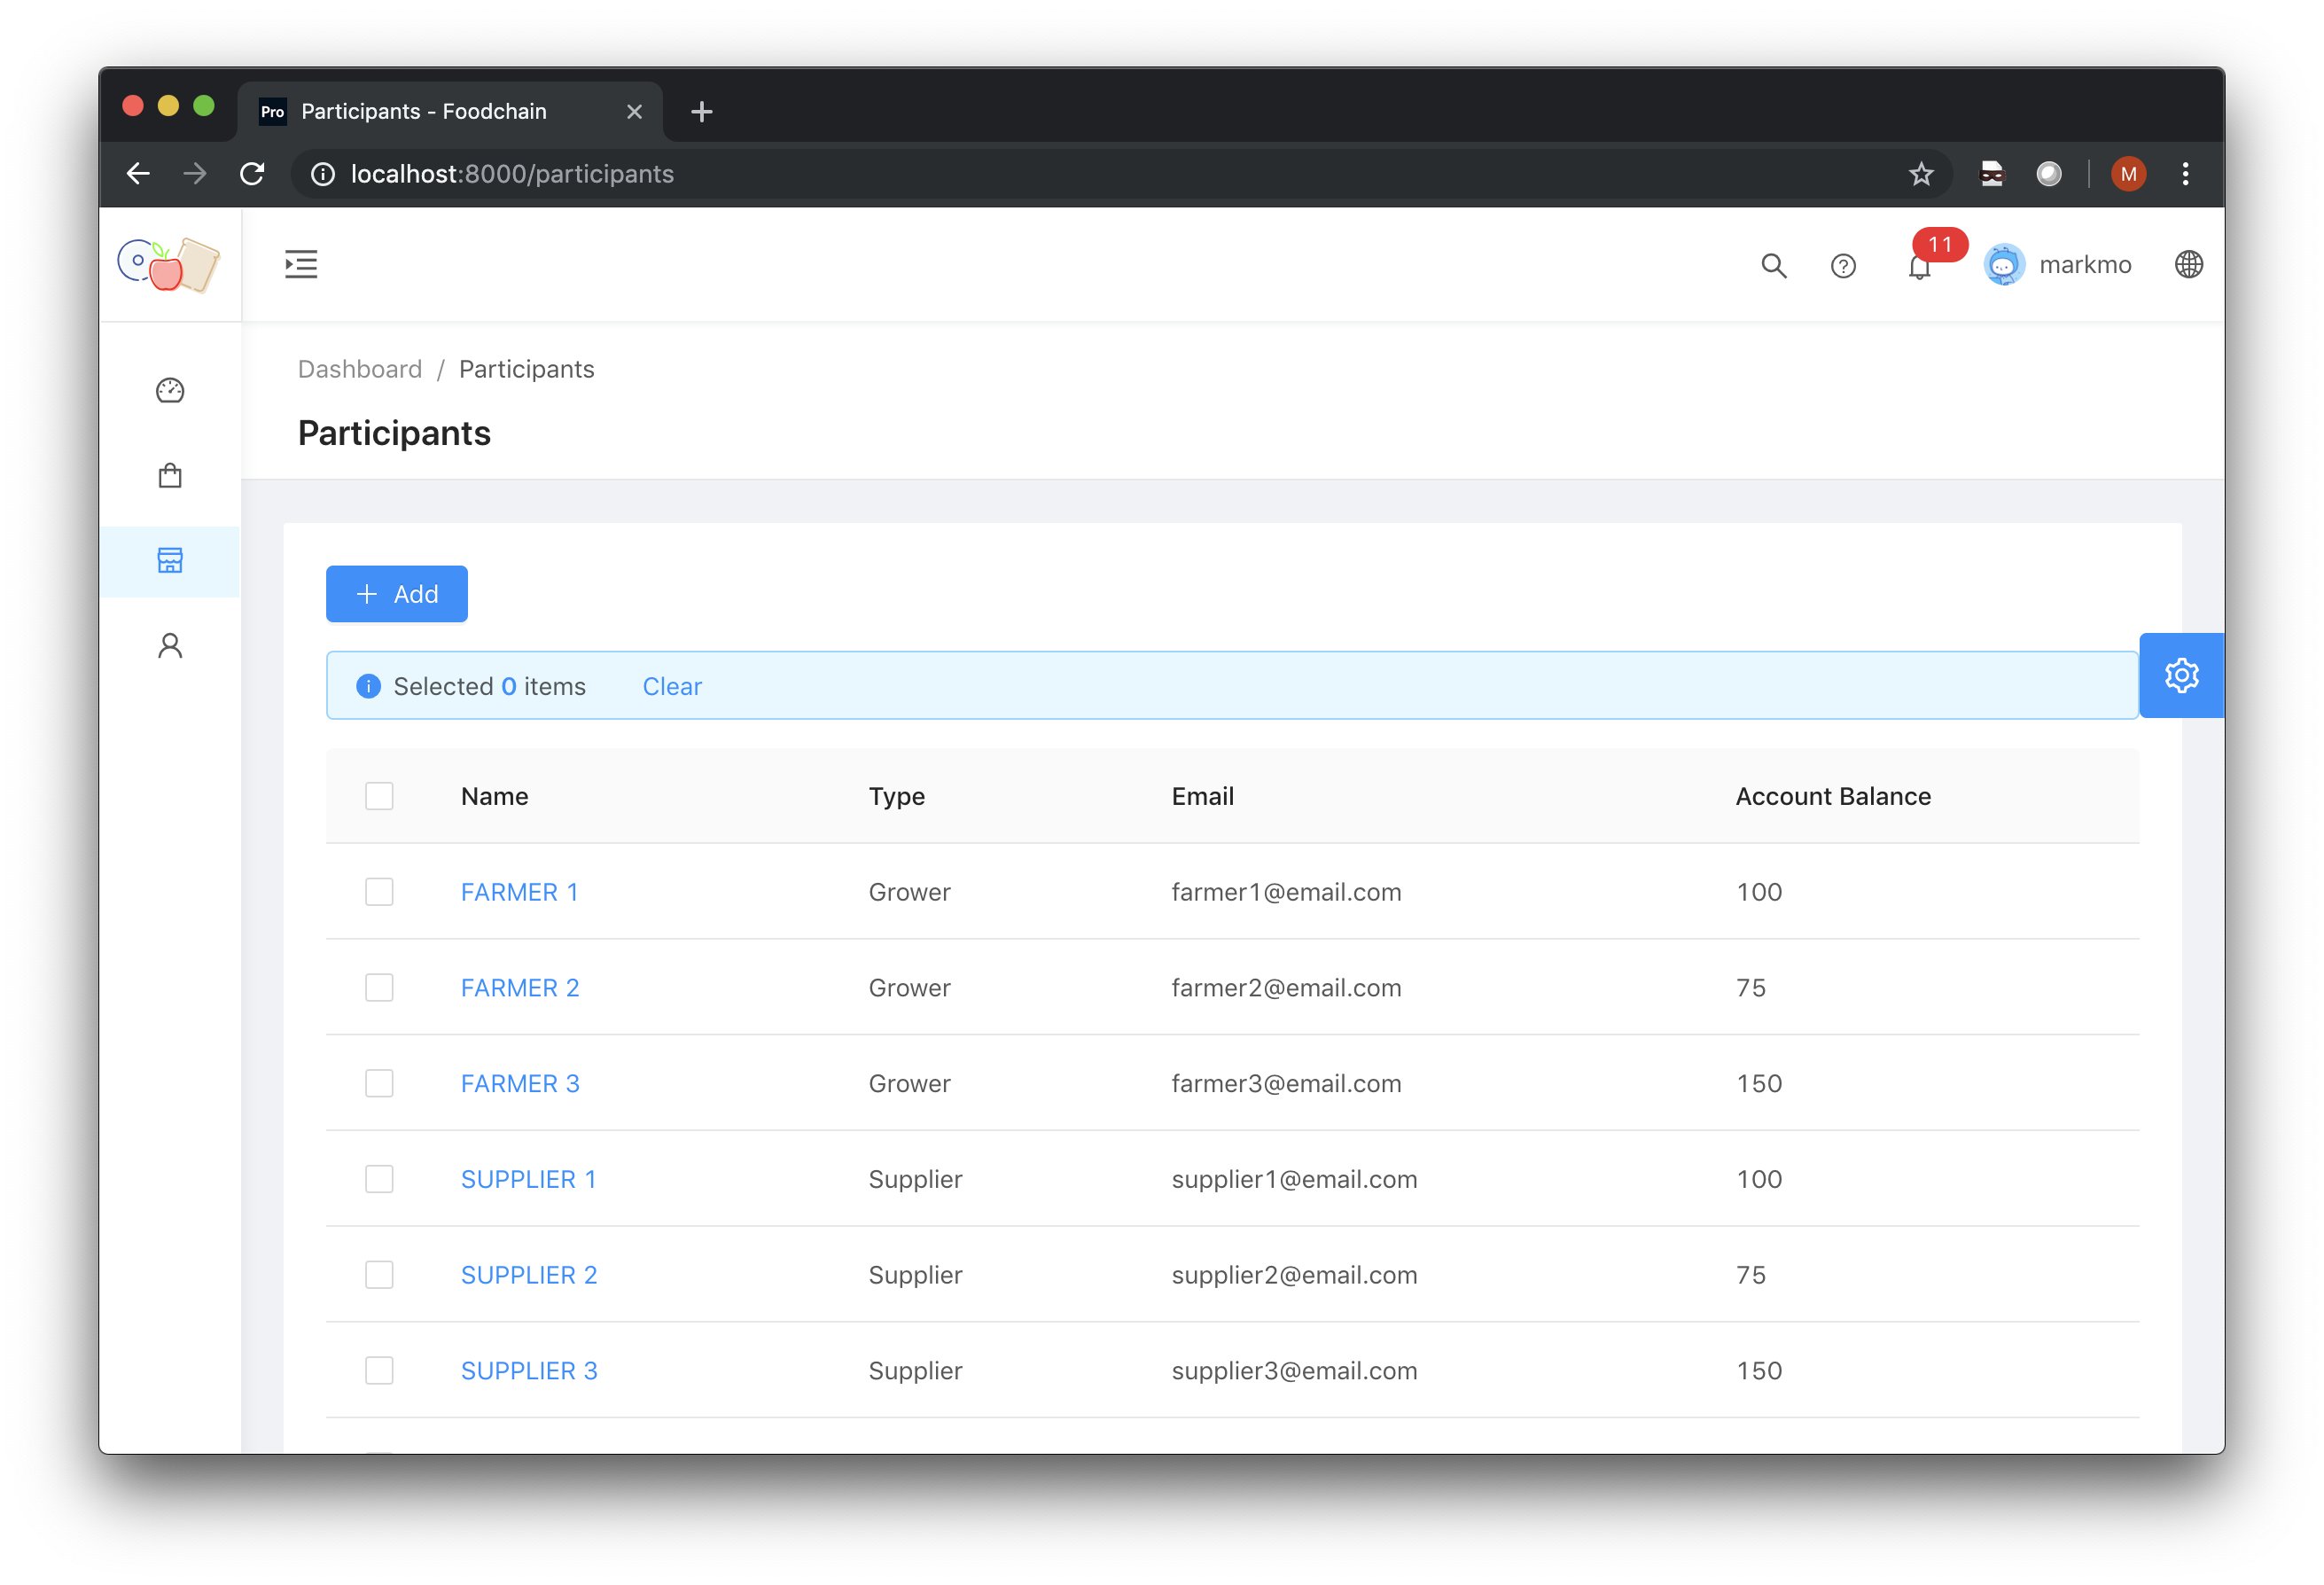 Pro Participants - Foodchain
localhost:8000/participants
M
11
markmo
Dashboard / Participants
Participants
Add
Selected 0 items Clear
Name Type Email Account Balance
FARMER 1 Grower farmer1@email.com 100
FARMER 2 Grower farmer2@email.com 75
FARMER 3 Grower farmer3@email.com 150
SUPPLIER 1 Supplier supplier1@email.com 100
SUPPLIER 2 Supplier supplier2@email.com 75
SUPPLIER 3 Supplier supplier3@email.com 150